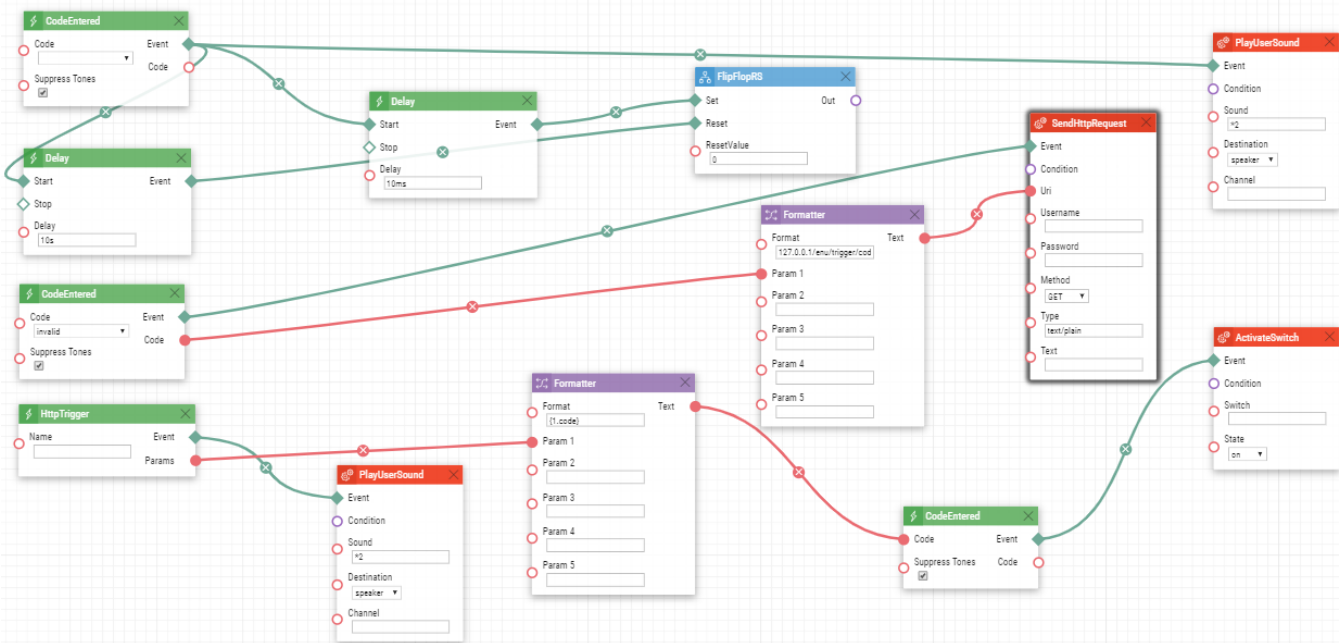 CodeEntered
Code
Event
Code
Suppress Tones
Delay
Start
Event
Stop
Delay
10s
Delay
Start
Event
Stop
Delay
10ms
FlipFlopRS
Set
Out
Reset
ResetValue
0
PlayUserSound
Event
Condition
Sound
*2
Destination
speaker
Channel
SendHttpRequest
Event
Condition
Uri
Username
Password
Method
GET
Type
text/plain
Text
Formatter
Format
Text
127.0.0.1/enu/trigger/cod
Param 1
Param 2
Param 3
Param 4
Param 5
CodeEntered
Code
Event
invalid
Code
Suppress Tones
HttpTrigger
Name
Event
Params
PlayUserSound
Event
Condition
Sound
*2
Destination
speaker
Channel
Formatter
Format
Text
{1.code}
Param 1
Param 2
Param 3
Param 4
Param 5
CodeEntered
Code
Event
Suppress Tones
Code
ActivateSwitch
Event
Condition
Switch
State
on